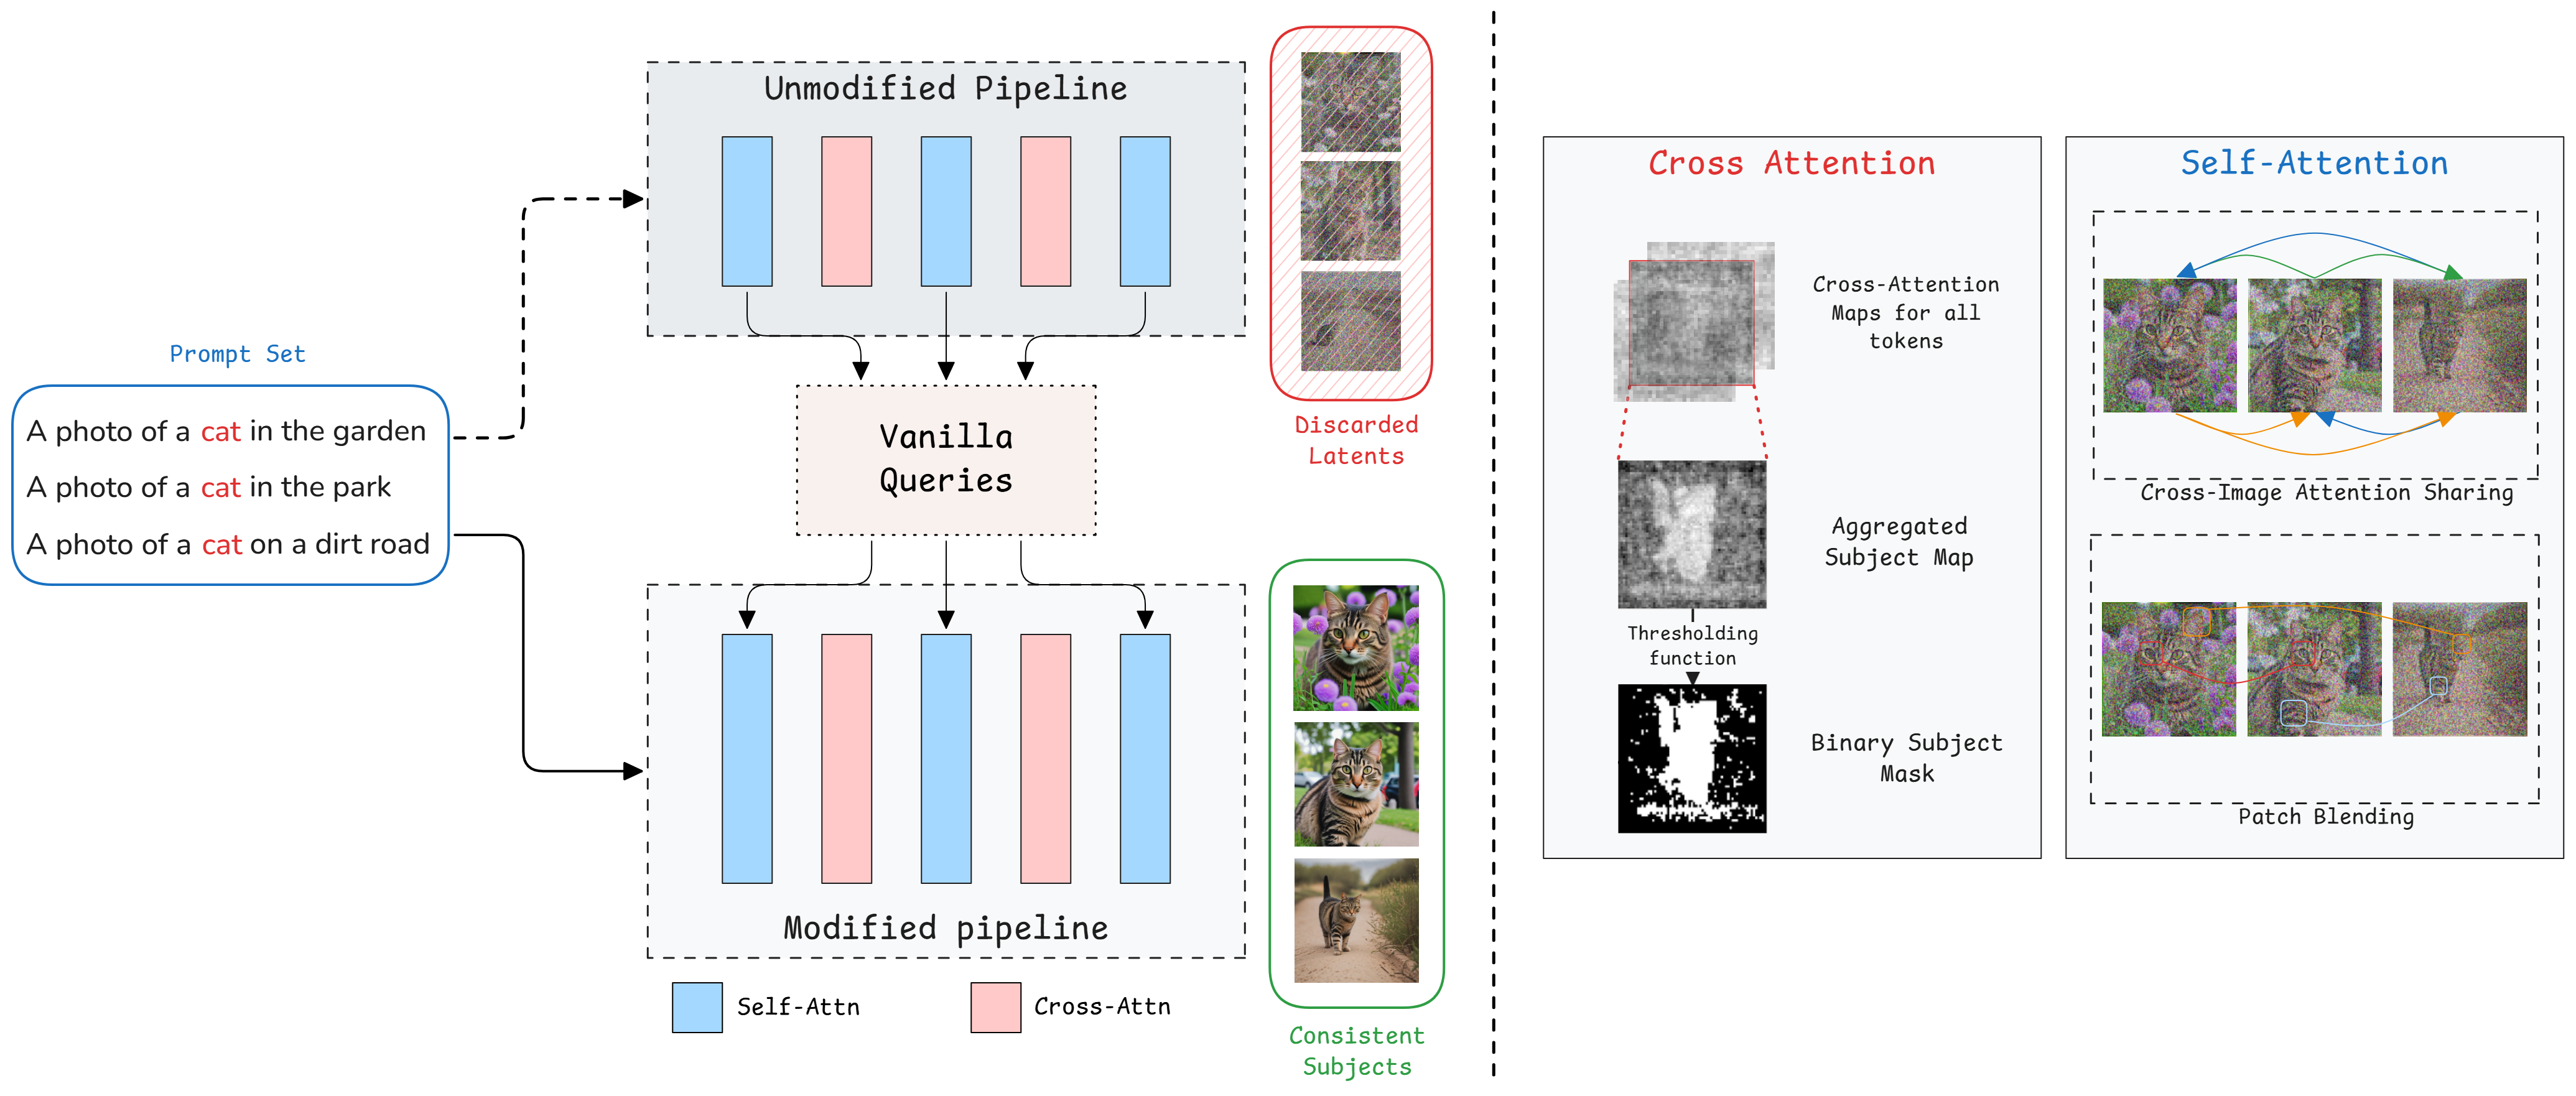 Prompt Set
A photo of a cat in the garden
A photo of a cat in the park
A photo of a cat on a dirt road
Unmodified Pipeline
Vanilla
Queries
Modified pipeline
Self-Attn
Cross-Attn
Discarded
Latents
Consistent
Subjects
Cross Attention
Cross-Attention
Maps for all
tokens
Aggregated
Subject Map
Thresholding
function
Binary Subject
Mask
Self-Attention
Cross-Image Attention Sharing
Patch Blending